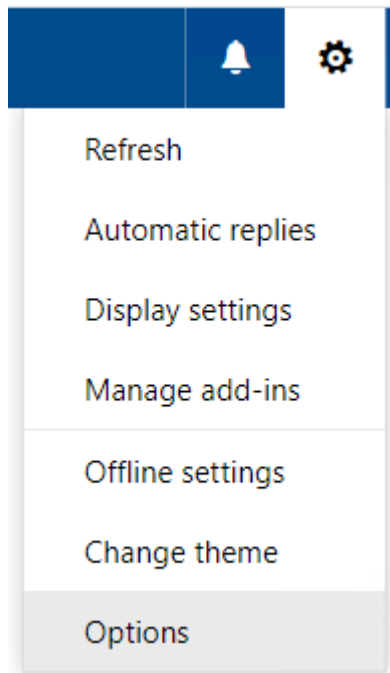 Refresh
Automatic replies
Display settings
Manage add-ins
Offline settings
Change theme
Options